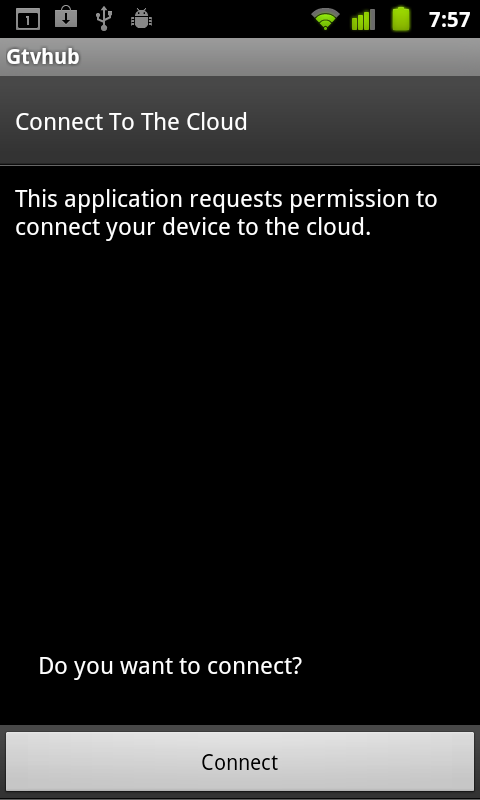 1
7:57
Gtvhub
Connect To The Cloud
This application requests permission to
connect your device to the cloud.
Do you want to connect?
Connect